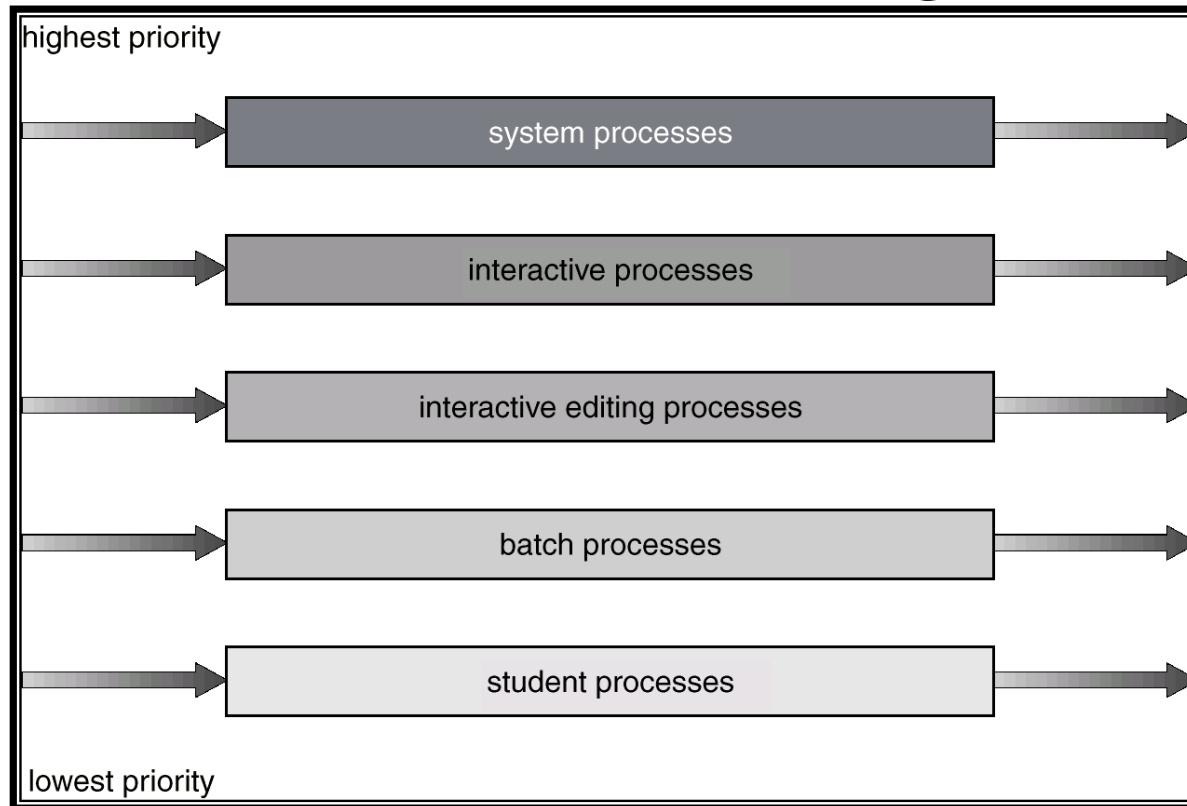 highest priority
system processes
interactive processes
interactive editing processes
batch processes
student processes
lowest priority